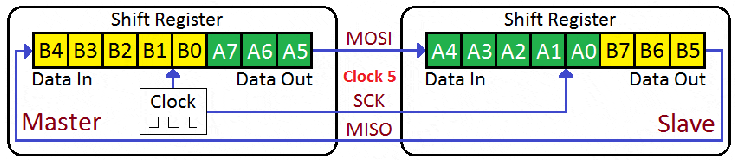 Shift Register
B4 B3 B2 B1 B0 A7 A6 A5
Data In
Data Out
Clock
Master
MOSI
Clock 5
SCK
MISO
Shift Register
A4 A3 A2 A1 A0 B7 B6 B5
Data In
Data Out
Slave